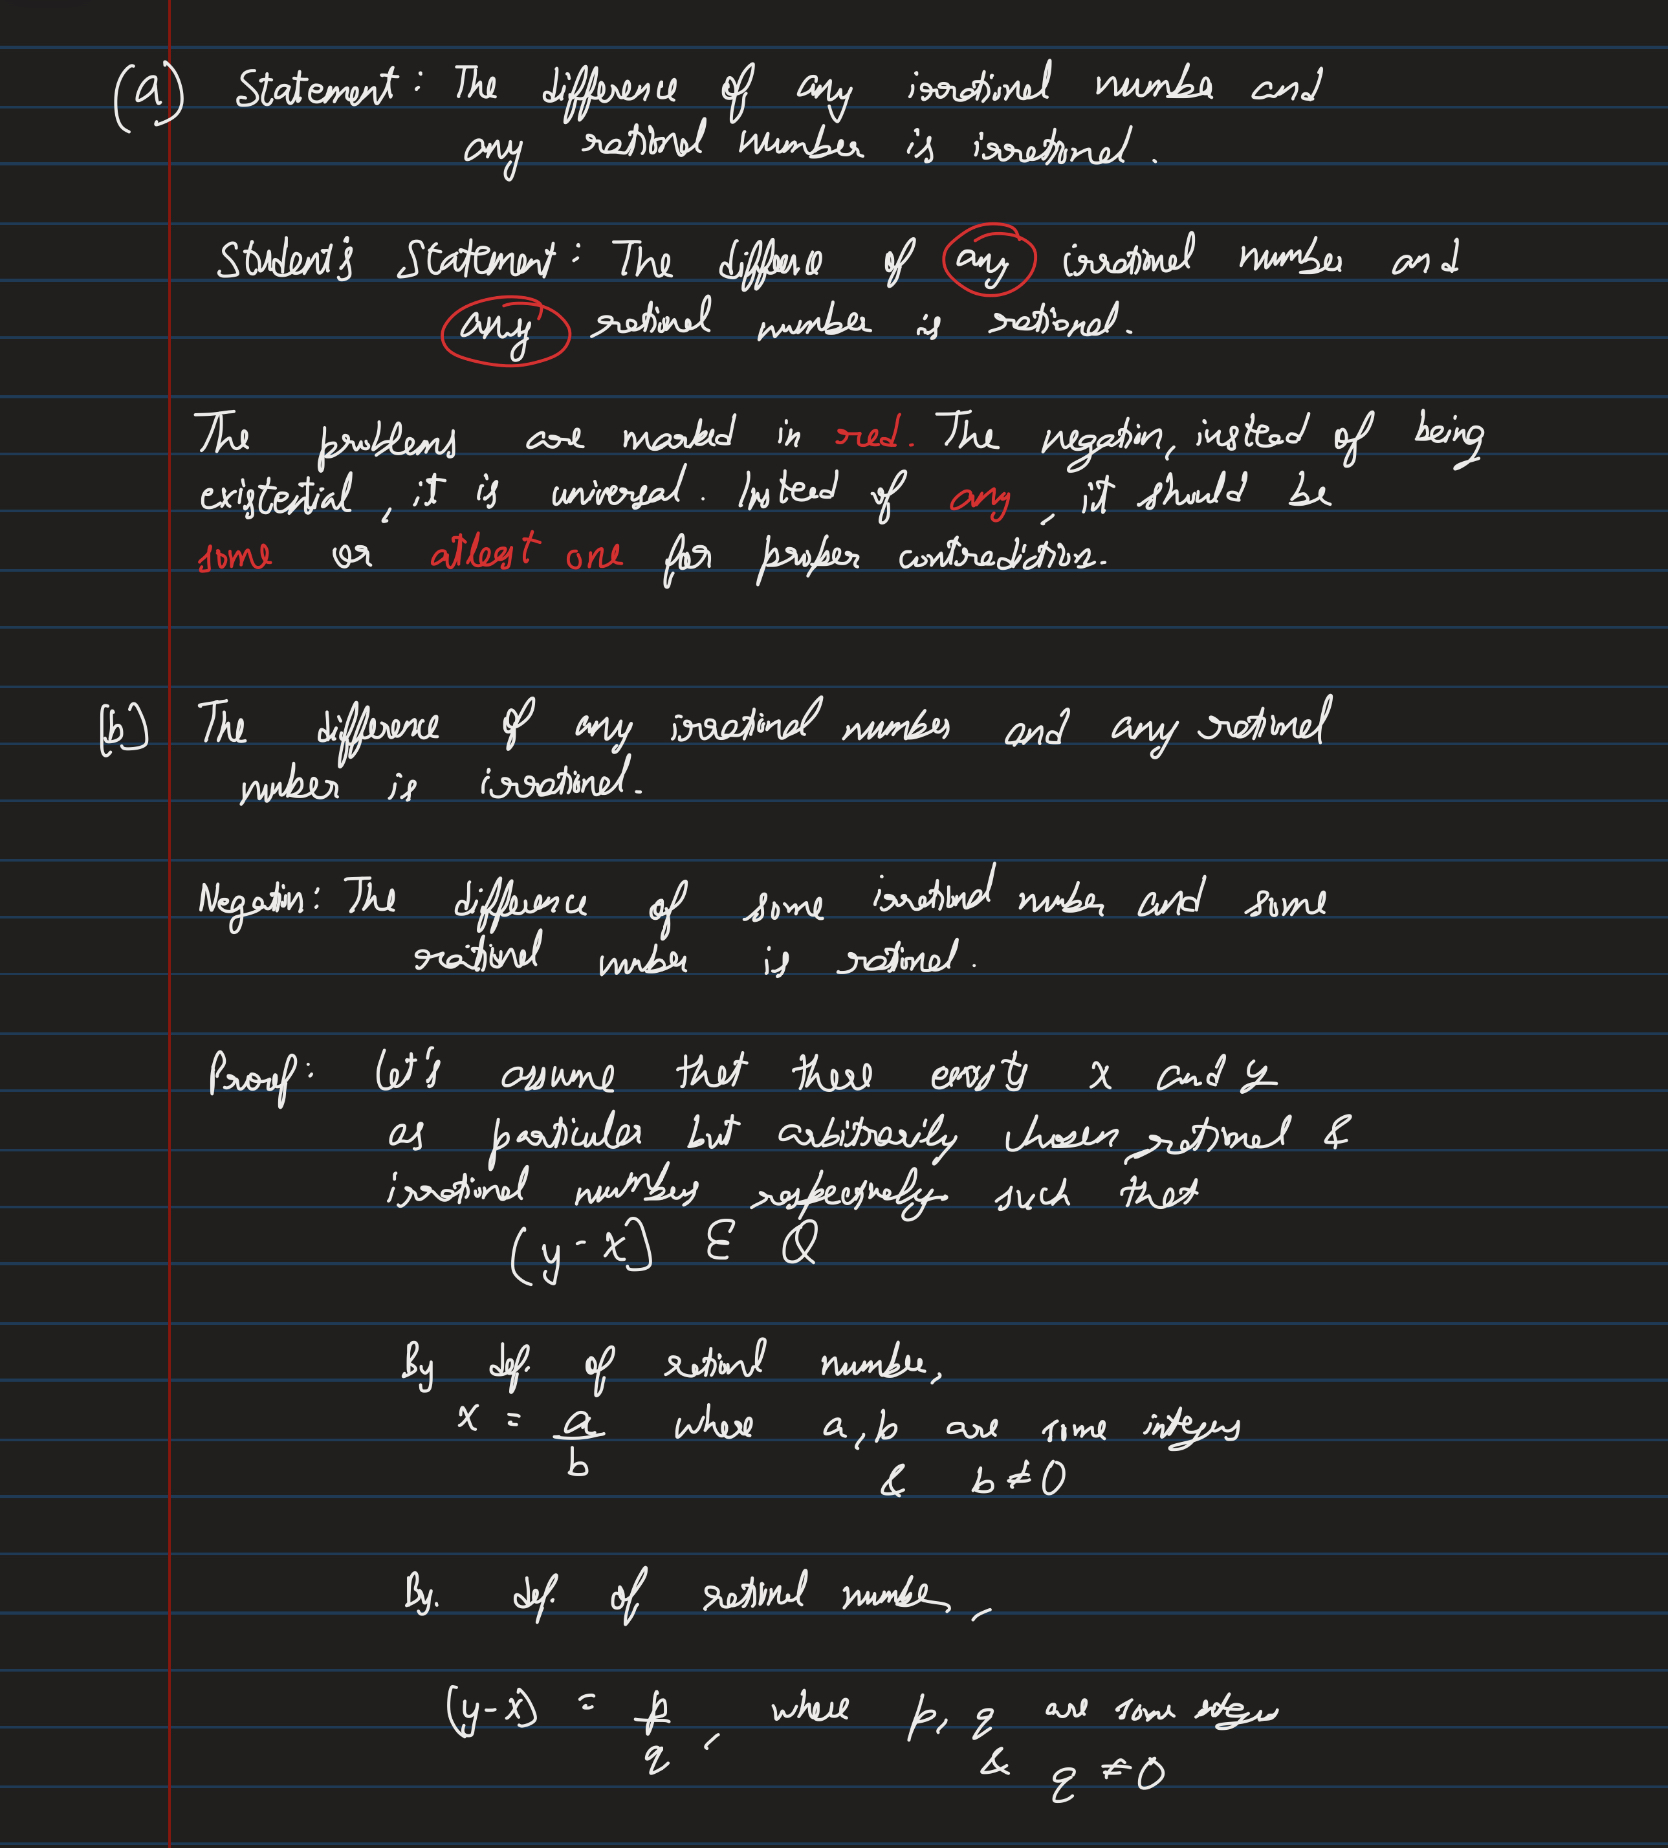 (a) Statement: The difference of any irrational number and
any rational number is irrational.
Student's Statement: The difference of any irrational number and
any rational number is rational.
The problems are marked in red. The negation, instead of being
existential, it is universal. Instead of any, it should be
some or atleast one for proper contradiction.
(b) The difference of any irrational number and any rational
number is irrational.
Negation: The difference of some irrational number and some
rational number is rational.
Proof: Let's assume that there exists x and y
as particular but arbitrarily chosen rational &
irrational numbers respectively such that
(y - x) ∈ Q
By def. of rational number,
x = a/b where a, b are some integers
& b ≠ 0
By. def. of rational number,
(y-x) = p/q, where p, q are some integers
& q ≠ 0